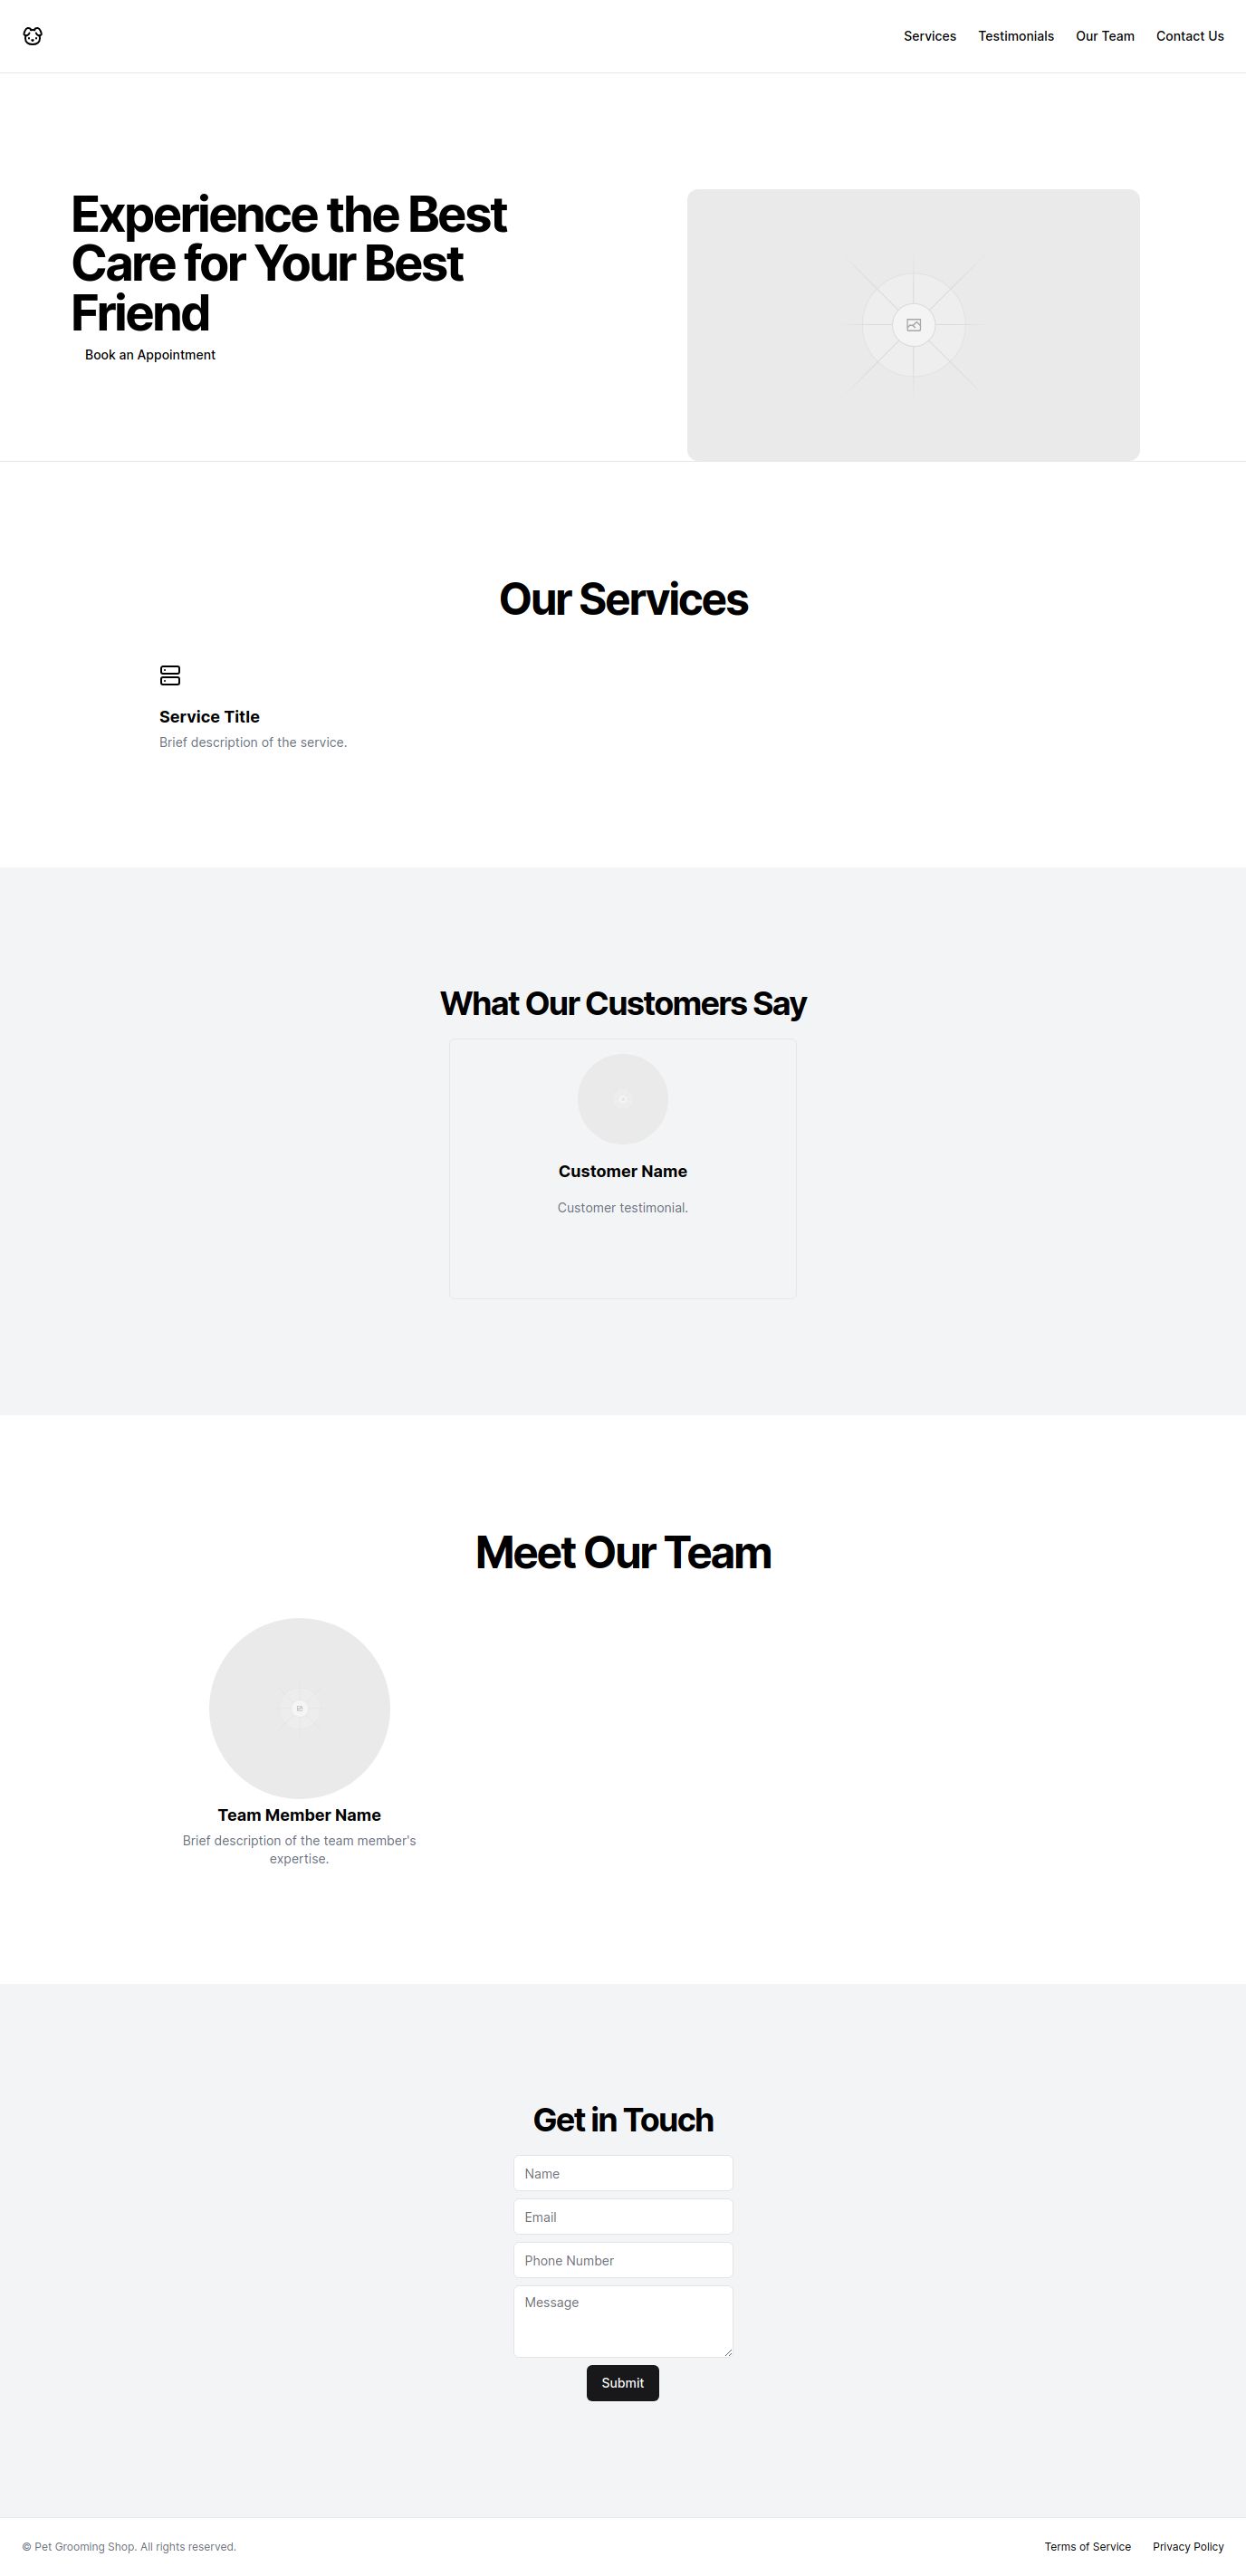 Services Testimonials Our Team Contact Us
Experience the Best
Care for Your Best
Friend
Book an Appointment
Our Services
Service Title
Brief description of the service.
What Our Customers Say
Customer Name
Customer testimonial.
Meet Our Team
Team Member Name
Brief description of the team member's
expertise.
Get in Touch
Name
Email
Phone Number
Message
Submit
© Pet Grooming Shop. All rights reserved.
Terms of Service Privacy Policy